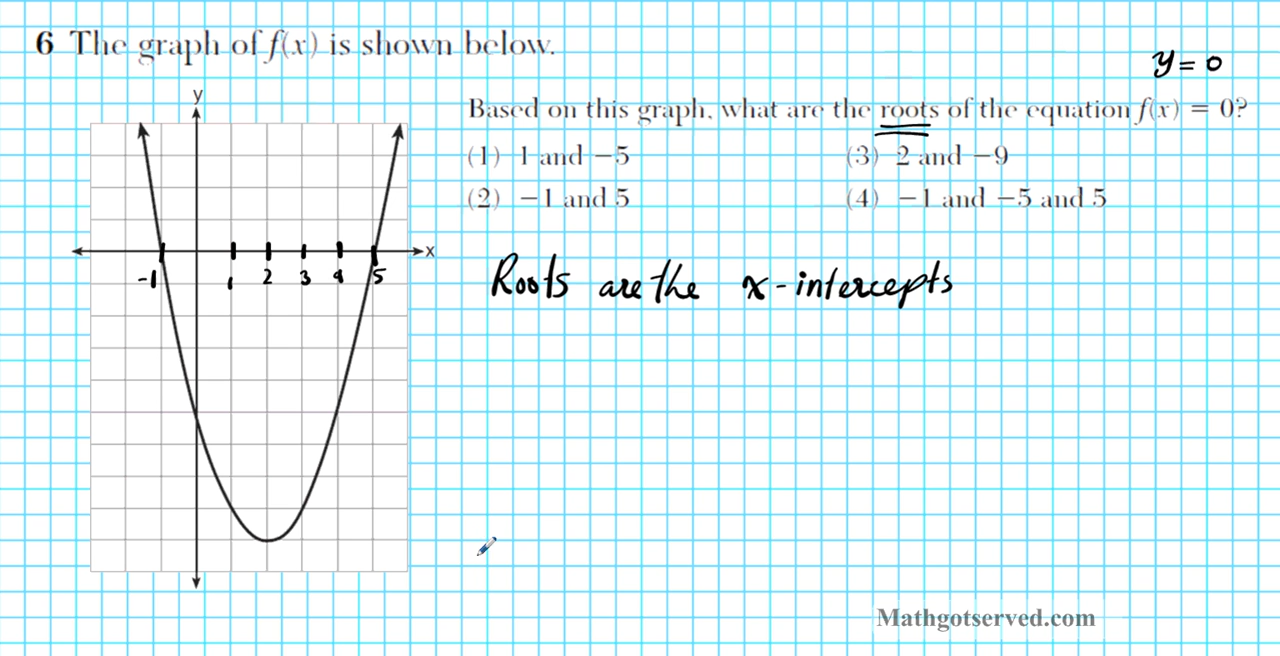 6 The graph of f(x) is shown below.
y = 0
y
Based on this graph, what are the roots of the equation f(x) = 0?
(1) 1 and −5
(3) 2 and −9
(2) −1 and 5
(4) −1 and −5 and 5
x
-1 1 2 3 4 5
Roots are the x-intercepts
Mathgotserved.com